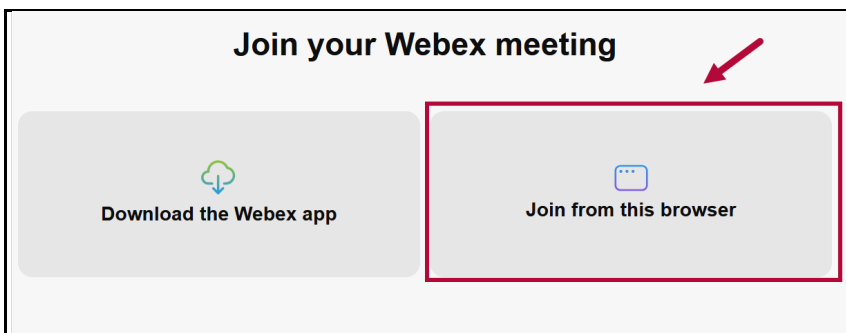 Join your Webex meeting
Download the Webex app
Join from this browser